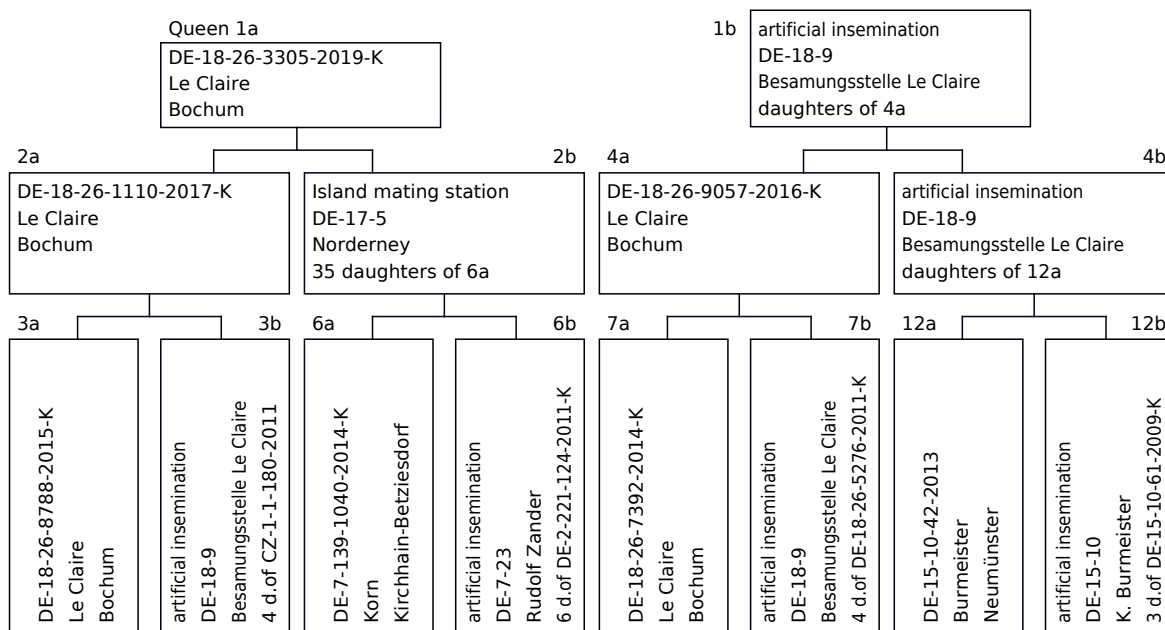 Queen 1a
DE-18-26-3305-2019-K
Le Claire
Bochum
1b
artificial insemination
DE-18-9
Besamungsstelle Le Claire
daughters of 4a
2a
DE-18-26-1110-2017-K
Le Claire
Bochum
2b
Island mating station
DE-17-5
Norderney
35 daughters of 6a
4a
DE-18-26-9057-2016-K
Le Claire
Bochum
4b
artificial insemination
DE-18-9
Besamungsstelle Le Claire
daughters of 12a
3a
DE-18-26-8788-2015-K
Le Claire
Bochum
3b
artificial insemination
DE-18-9
Besamungsstelle Le Claire
4 d.of CZ-1-1-180-2011
6a
DE-7-139-1040-2014-K
Korn
Kirchhain-Betziesdorf
6b
artificial insemination
DE-7-23
Rudolf Zander
6 d.of DE-2-221-124-2011-K
7a
DE-18-26-7392-2014-K
Le Claire
Bochum
7b
artificial insemination
DE-18-9
Besamungsstelle Le Claire
4 d.of DE-18-26-5276-2011-K
12a
DE-15-10-42-2013
Burmeister
Neumünster
12b
artificial insemination
DE-15-10
K. Burmeister
3 d.of DE-15-10-61-2009-K